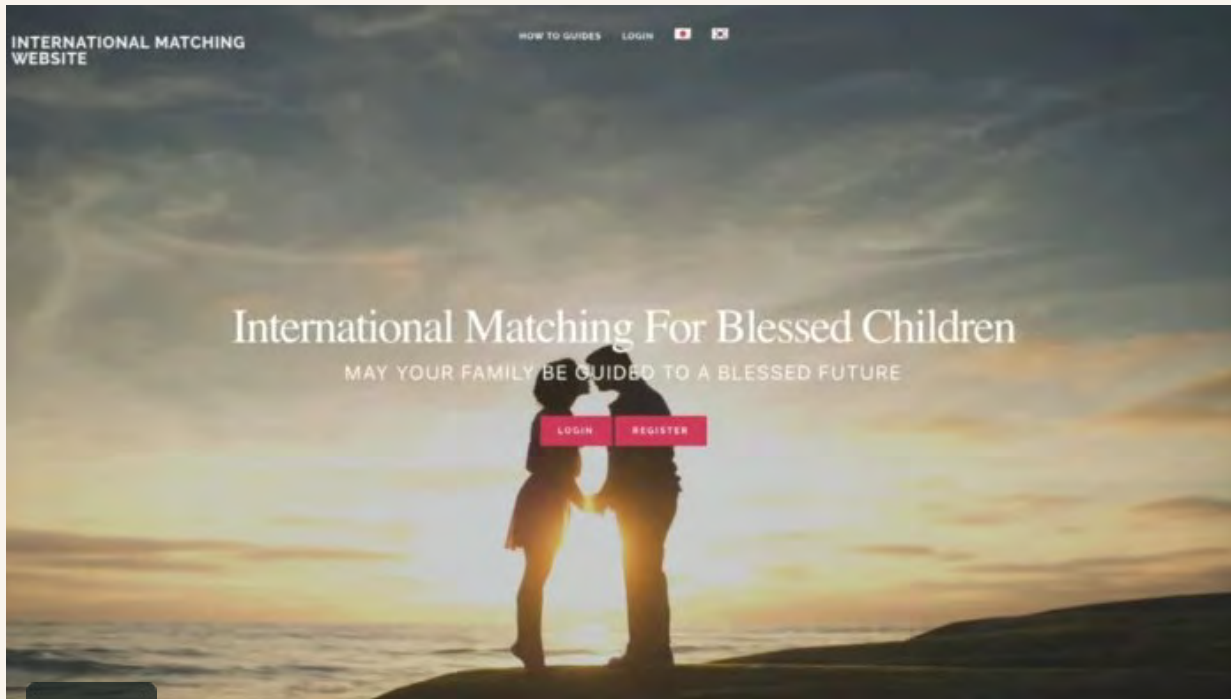 INTERNATIONAL MATCHING
WEBSITE
HOW TO GUIDES LOGIN
International Matching For Blessed Children
MAY YOUR FAMILY BE GUIDED TO A BLESSED FUTURE
LOGIN REGISTER